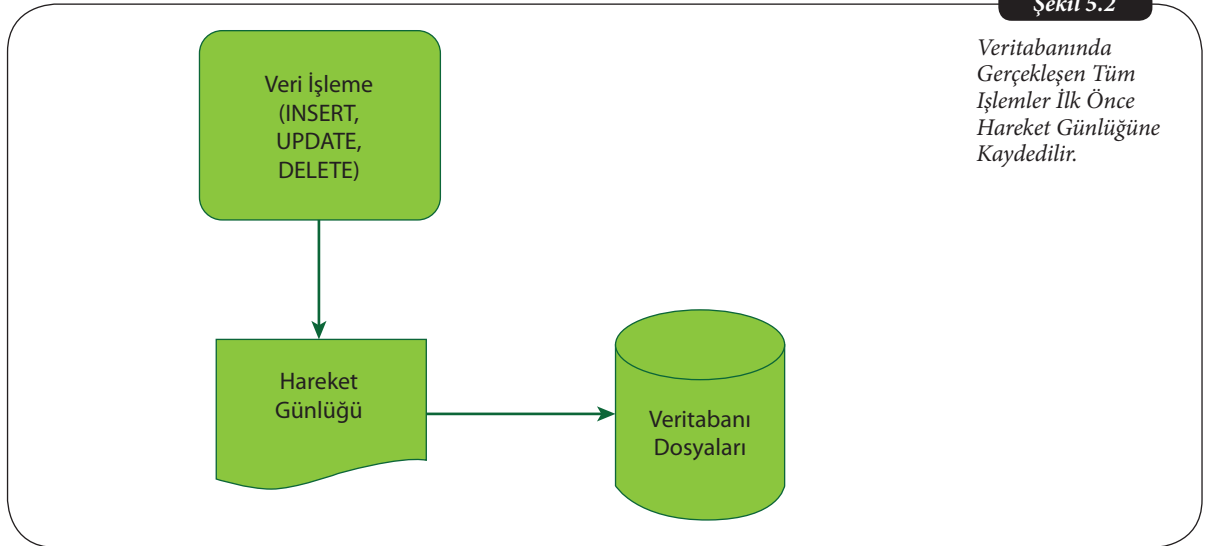 Şekil 5.2
Veritabanında
Gerçekleşen Tüm
Işlemler İlk Önce
Hareket Günlüğüne
Kaydedilir.
Veri İşleme
(INSERT,
UPDATE,
DELETE)
Hareket
Günlüğü
Veritabanı
Dosyaları